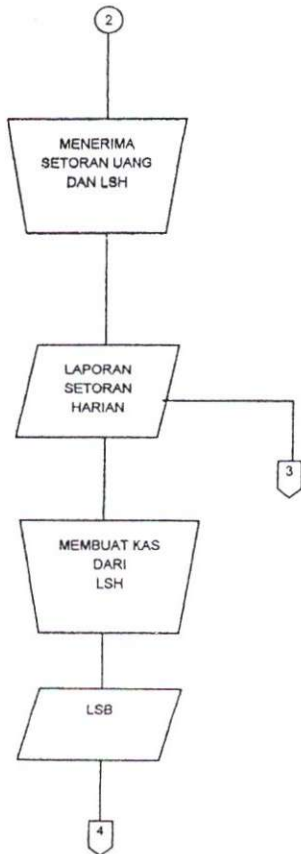 2
MENERIMA
SETORAN UANG
DAN LSH
LAPORAN
SETORAN
HARIAN
3
MEMBUAT KAS
DARI
LSH
LSB
4